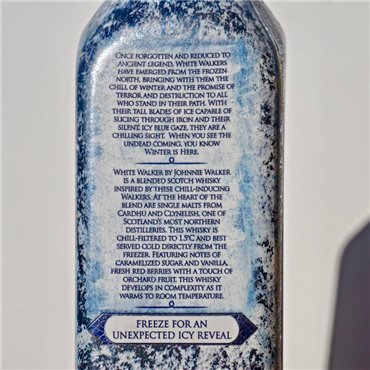 ONCE FORGOTTEN AND REDUCED TO
ANCIENT LEGEND, WHITE WALKERS
HAVE EMERGED FROM THE FROZEN
NORTH, BRINGING WITH THEM THE
CHILL OF WINTER AND THE PROMISE OF
TERROR AND DESTRUCTION TO ALL
WHO STAND IN THEIR PATH. WITH
THEIR TALL BLADES OF ICE CAPABLE OF
SLICING THROUGH IRON AND THEIR
SILENT, ICY BLUE GAZE, THEY ARE A
CHILLING SIGHT. WHEN YOU SEE THE
UNDEAD COMING, YOU KNOW
WINTER IS HERE.
WHITE WALKER BY JOHNNIE WALKER
IS A BLENDED SCOTCH WHISKY
INSPIRED BY THESE CHILL-INDUCING
WALKERS. AT THE HEART OF THE
BLEND ARE SINGLE MALTS FROM
CARDHU AND CLYNELISH, ONE OF
SCOTLAND'S MOST NORTHERN
DISTILLERIES. THIS WHISKY IS
CHILL-FILTERED TO 1.5°C AND BEST
SERVED COLD DIRECTLY FROM THE
FREEZER. FEATURING NOTES OF
CARAMELIZED SUGAR AND VANILLA,
FRESH RED BERRIES WITH A TOUCH OF
ORCHARD FRUIT, THIS WHISKY
DEVELOPS IN COMPLEXITY AS IT
WARMS TO ROOM TEMPERATURE.
FREEZE FOR AN
UNEXPECTED ICY REVEAL